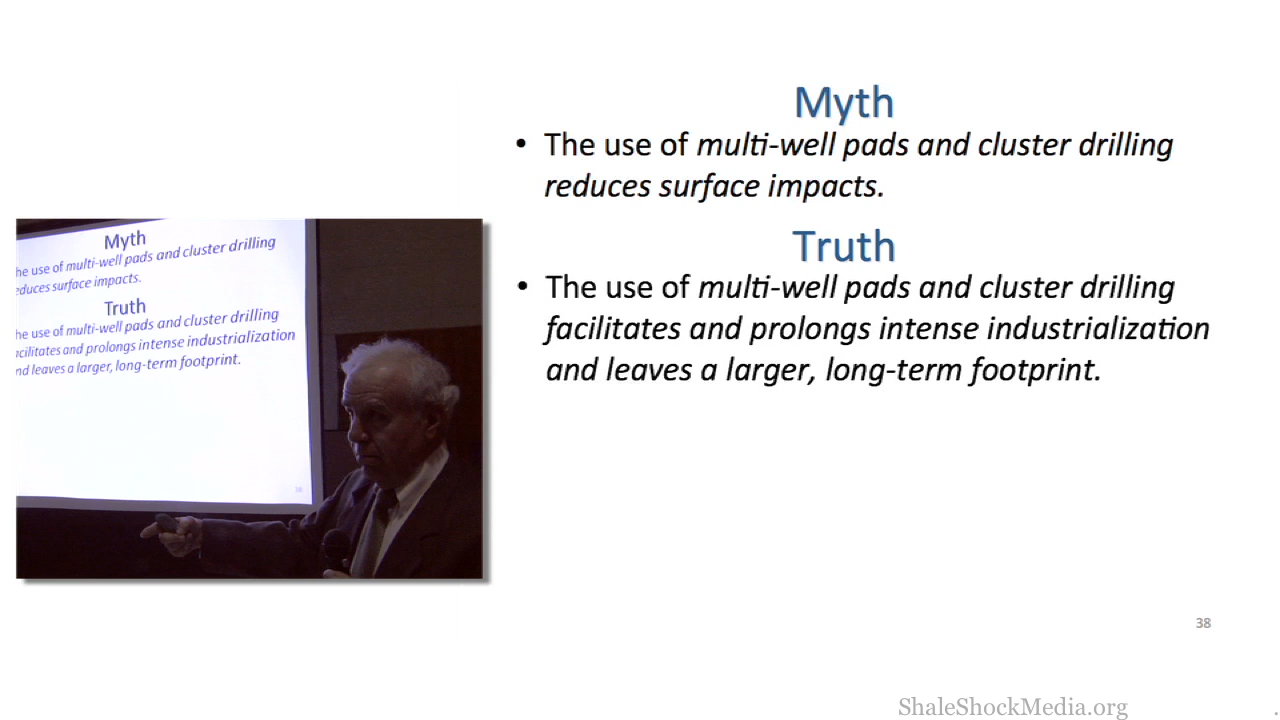 Myth
• The use of multi-well pads and cluster drilling
reduces surface impacts.
Truth
• The use of multi-well pads and cluster drilling
facilitates and prolongs intense industrialization
and leaves a larger, long-term footprint.
Myth
he use of multi-well pads and cluster drilling
educes surface impacts.
Truth
he use of multi-well pads and cluster drilling
acilitates and prolongs intense industrialization
nd leaves a larger, long-term footprint.
38
ShaleShockMedia.org